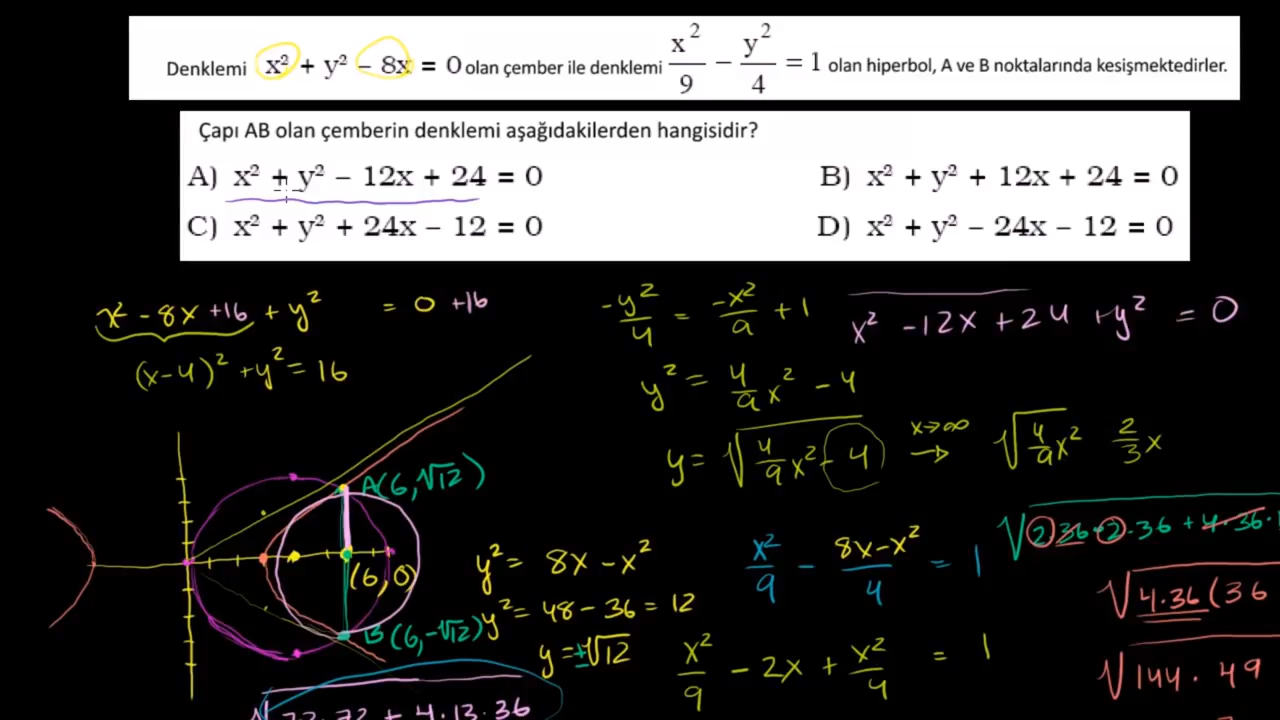 Denklemi x² + y² – 8x = 0 olan çember ile denklemi x²/9 – y²/4 = 1 olan hiperbol, A ve B noktalarında kesişmektedirler.
Çapı AB olan çemberin denklemi aşağıdakilerden hangisidir?
A) x² + y² – 12x + 24 = 0
B) x² + y² + 12x + 24 = 0
C) x² + y² + 24x – 12 = 0
D) x² + y² – 24x – 12 = 0
x² - 8x +16 + y² = 0 +16
(x-4)² + y² = 16
-y²/4 = -x²/9 + 1
x² -12x +24 + y² = 0
y² = 4/9 x² - 4
y = √(4/9 x² - 4) x→∞ → √(4/9 x²) 2/3 x
A(6,√12)
(6,0)
B(6,-√12)
y² = 8x - x²
y² = 48 - 36 = 12
y = ±√12
x²/9 - (8x-x²)/4 = 1
x²/9 - 2x + x²/4 = 1
√(4.36(36
√(144 . 49
√(72.72 + 4.13.36